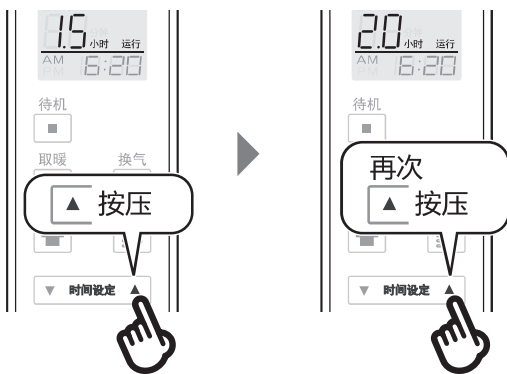 1.5 小时 运行
AM 6:20
待机
取暖 换气
▲ 按压
▼ 时间设定 ▲
2.0 小时 运行
AM 6:20
待机
再次
▲ 按压
▼ 时间设定 ▲